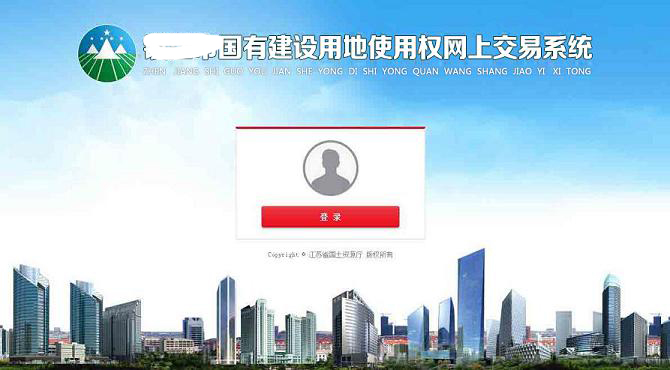 国有建设用地使用权网上交易系统
ZHEN JIANG SHI GUO YOU JIAN SHE YONG DI SHI YONG QUAN WANG SHANG JIAO YI XI TONG
登 录
Copyright © 江苏省国土资源厅 版权所有